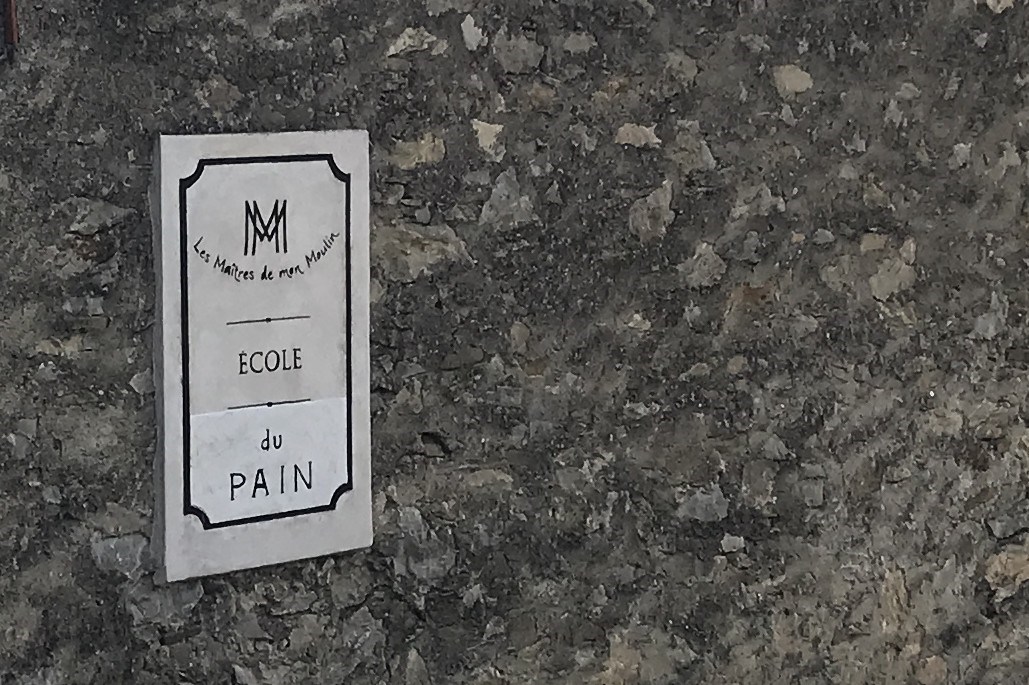 MM
Les Maîtres de mon Moulin
ÉCOLE
du
PAIN